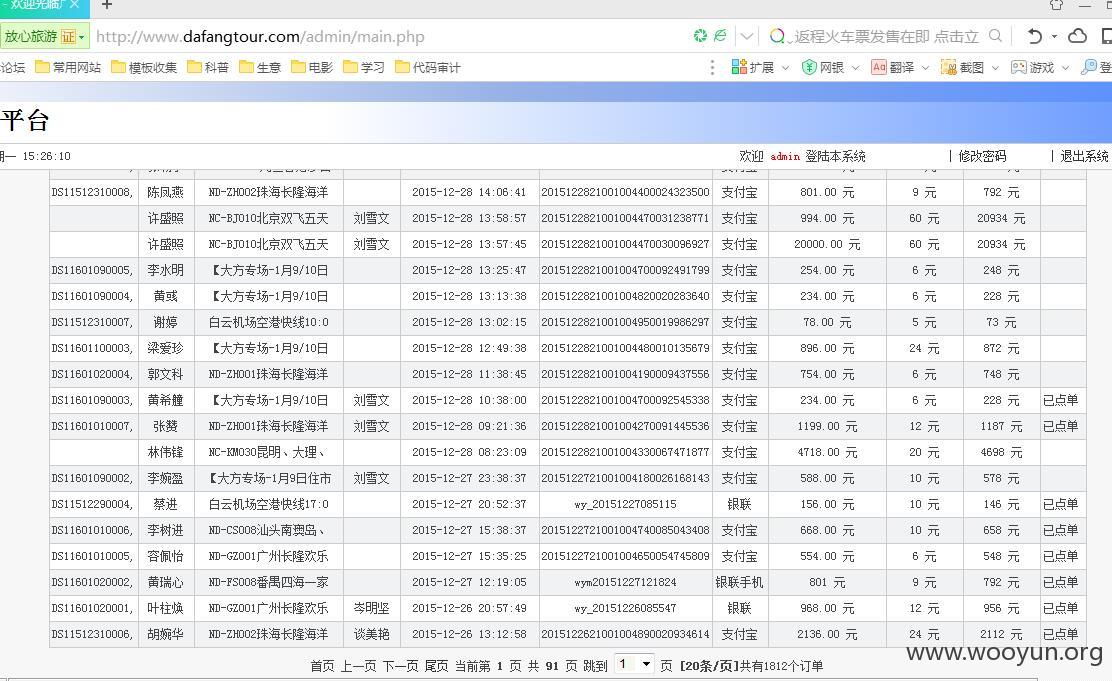 欢迎光临广 × +
放心旅游 证 http://www.dafangtour.com/admin/main.php 返程火车票发售在即 点击立
论坛 常用网站 模板收集 科普 生意 电影 学习 代码审计 扩展 网银 翻译 截图 游戏 登
平台
期一 15:26:10 欢迎 admin 登陆本系统 | 修改密码 | 退出系统
DS11512310008, 陈凤燕 ND-ZH002珠海长隆海洋 2015-12-28 14:06:41 2015122821001004400024323500 支付宝 801.00 元 9 元 792 元
许盛照 NC-BJ010北京双飞五天 刘雪文 2015-12-28 13:58:57 2015122821001004470031238771 支付宝 994.00 元 60 元 20934 元
许盛照 NC-BJ010北京双飞五天 刘雪文 2015-12-28 13:57:45 2015122821001004470030096927 支付宝 20000.00 元 60 元 20934 元
DS11601090005, 李水明 【大方专场-1月9/10日 2015-12-28 13:25:47 2015122821001004700092491799 支付宝 254.00 元 6 元 248 元
DS11601090004, 黄彧 【大方专场-1月9/10日 2015-12-28 13:13:38 2015122821001004820020283640 支付宝 234.00 元 6 元 228 元
DS11512310007, 谢婷 白云机场空港快线10:0 2015-12-28 13:02:15 2015122821001004950019986297 支付宝 78.00 元 5 元 73 元
DS11601100003, 梁爱珍 【大方专场-1月9/10日 2015-12-28 12:49:38 2015122821001004480010135679 支付宝 896.00 元 24 元 872 元
DS11601020004, 郭文科 ND-ZH001珠海长隆海洋 2015-12-28 11:38:45 2015122821001004190009437556 支付宝 754.00 元 6 元 748 元
DS11601090003, 黄希艟 【大方专场-1月9/10日 刘雪文 2015-12-28 10:38:00 2015122821001004700092545338 支付宝 234.00 元 6 元 228 元 已点单
DS11601010007, 张赟 ND-ZH001珠海长隆海洋 刘雪文 2015-12-28 09:21:36 2015122821001004270091445536 支付宝 1199.00 元 12 元 1187 元 已点单
林伟锋 NC-KM030昆明、大理、 2015-12-28 08:23:09 2015122821001004330067471877 支付宝 4718.00 元 20 元 4698 元
DS11601090002, 李婉盈 【大方专场-1月9日住市 刘雪文 2015-12-27 23:38:37 2015122721001004180026168143 支付宝 588.00 元 10 元 578 元
DS11512290004, 蔡进 白云机场空港快线17:0 2015-12-27 20:52:37 wy_20151227085115 银联 156.00 元 10 元 146 元 已点单
DS11601010006, 李树进 ND-CS008汕头南澳岛、 2015-12-27 15:38:37 2015122721001004740085043408 支付宝 668.00 元 10 元 658 元 已点单
DS11601010005, 容佩怡 ND-GZ001广州长隆欢乐 2015-12-27 15:35:25 2015122721001004650054745809 支付宝 554.00 元 6 元 548 元 已点单
DS11601020002, 黄瑞心 ND-FS008番禺四海一家 2015-12-27 12:19:05 wym20151227121824 银联手机 801 元 9 元 792 元 已点单
DS11601020001, 叶柱焕 ND-GZ001广州长隆欢乐 岑明坚 2015-12-26 20:57:49 wy_20151226085547 银联 968.00 元 12 元 956 元 已点单
DS11512310006, 胡婉华 ND-ZH002珠海长隆海洋 谈美艳 2015-12-26 13:12:58 2015122621001004890020934614 支付宝 2136.00 元 24 元 2112 元 已点单
首页 上一页 下一页 尾页 当前第 1 页 共 91 页 跳到 1 页 [20条/页]共有1812个订单
www.wooyun.org